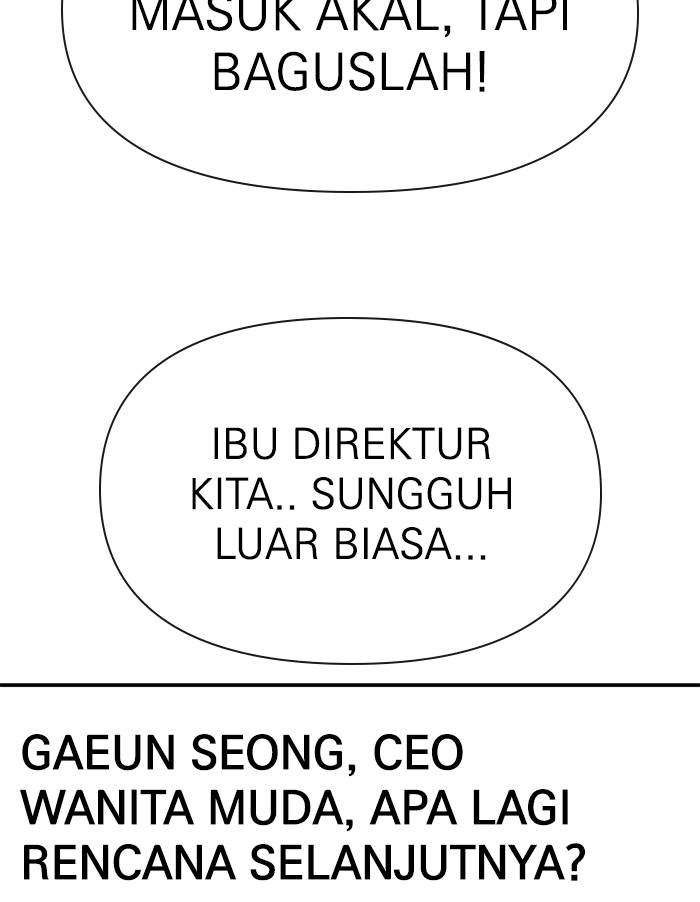 MASUK AKAL, TAPI
BAGUSLAH!
IBU DIREKTUR
KITA.. SUNGGUH
LUAR BIASA...
GAEUN SEONG, CEO
WANITA MUDA, APA LAGI
RENCANA SELANJUTNYA?